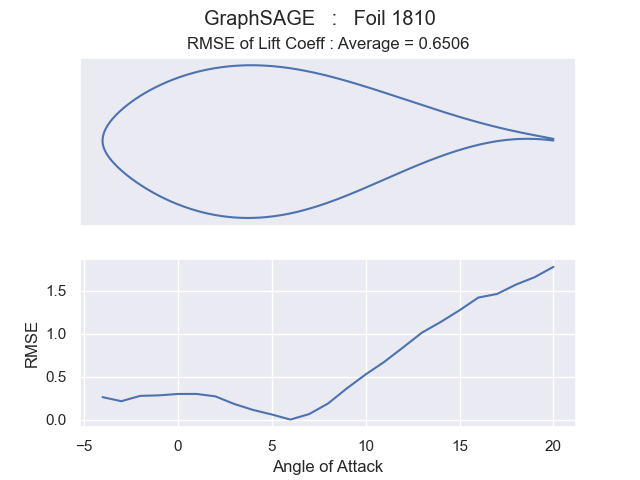 GraphSAGE : Foil 1810
RMSE of Lift Coeff : Average = 0.6506
1.5
1.0
0.5
0.0
RMSE
−5 0 5 10 15 20
Angle of Attack